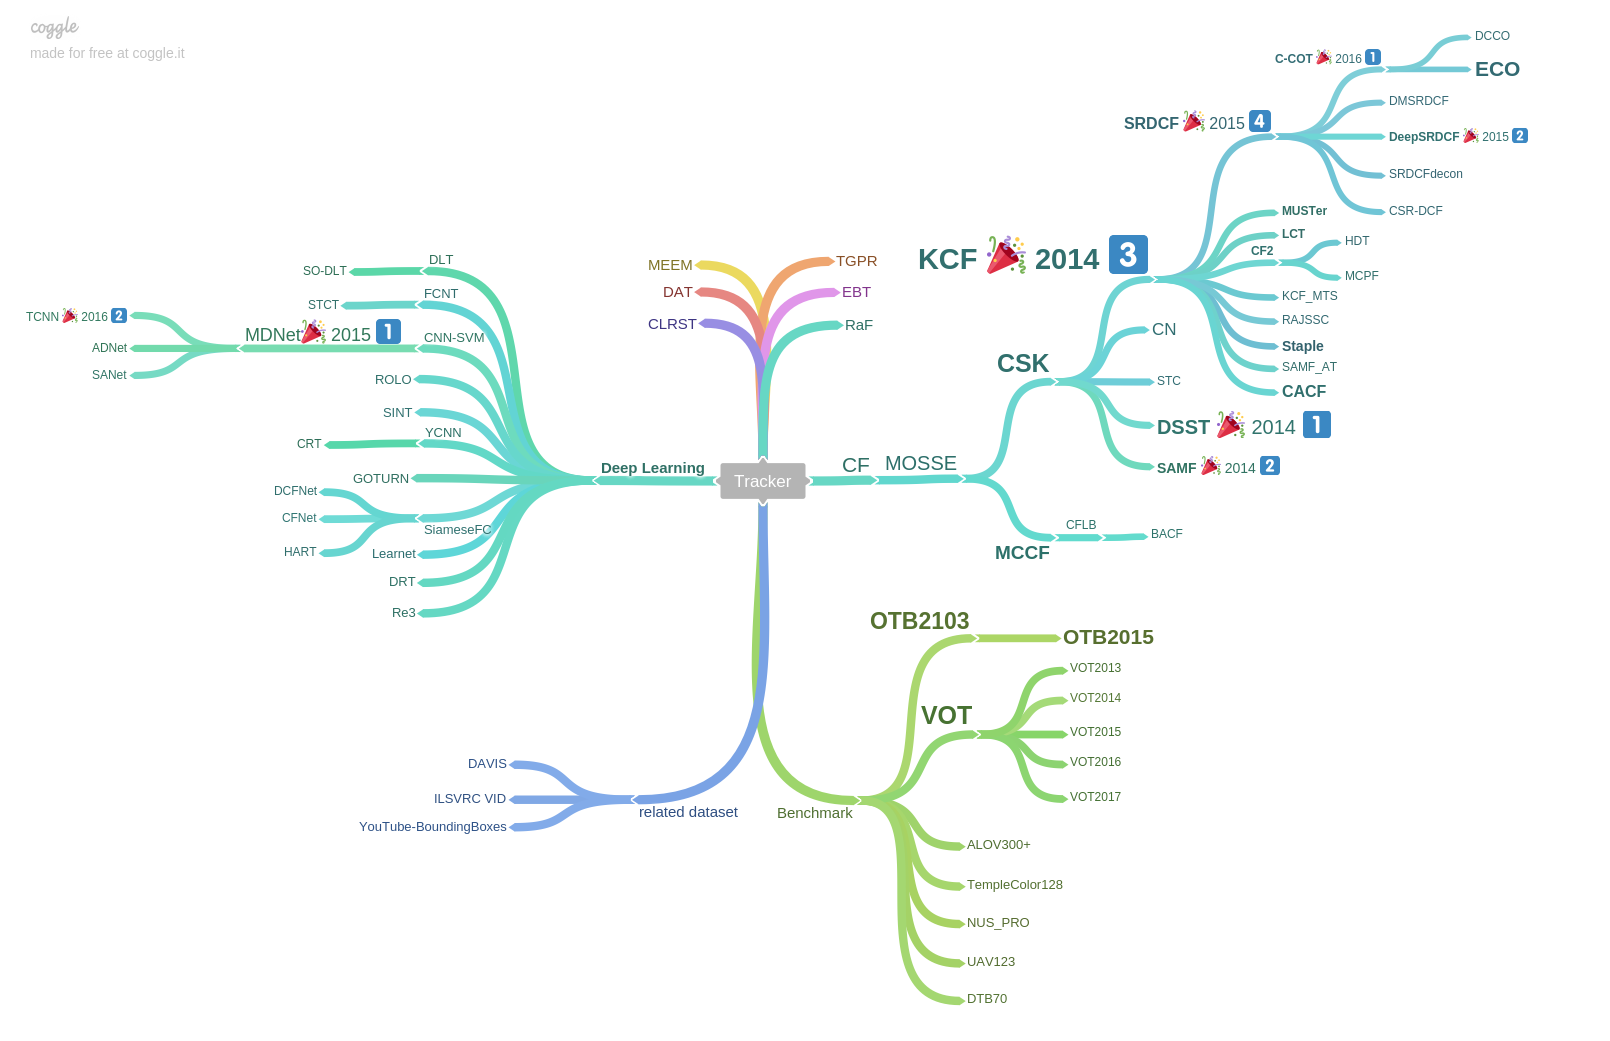 coggle
made for free at coggle.it
DCCO
C-COT 🎉 2016 1
ECO
DMSRDCF
SRDCF 🎉 2015 4
DeepSRDCF 🎉 2015 2
SRDCFdecon
CSR-DCF
MUSTer
LCT
CF2
HDT
MCPF
KCF 🎉 2014 3
KCF_MTS
RAJSSC
Staple
SAMF_AT
CACF
CN
CSK
STC
DSST 🎉 2014 1
SAMF 🎉 2014 2
CF
MOSSE
CFLB
BACF
MCCF
MEEM
DAT
CLRST
TGPR
EBT
RaF
DLT
SO-DLT
FCNT
STCT
TCNN 🎉 2016 2
MDNet🎉 2015 1
CNN-SVM
ADNet
SANet
ROLO
SINT
YCNN
CRT
GOTURN
DCFNet
CFNet
SiameseFC
HART
Learnet
DRT
Re3
Deep Learning
Tracker
OTB2103
OTB2015
VOT
VOT2013
VOT2014
VOT2015
VOT2016
VOT2017
Benchmark
ALOV300+
TempleColor128
NUS_PRO
UAV123
DTB70
related dataset
DAVIS
ILSVRC VID
YouTube-BoundingBoxes